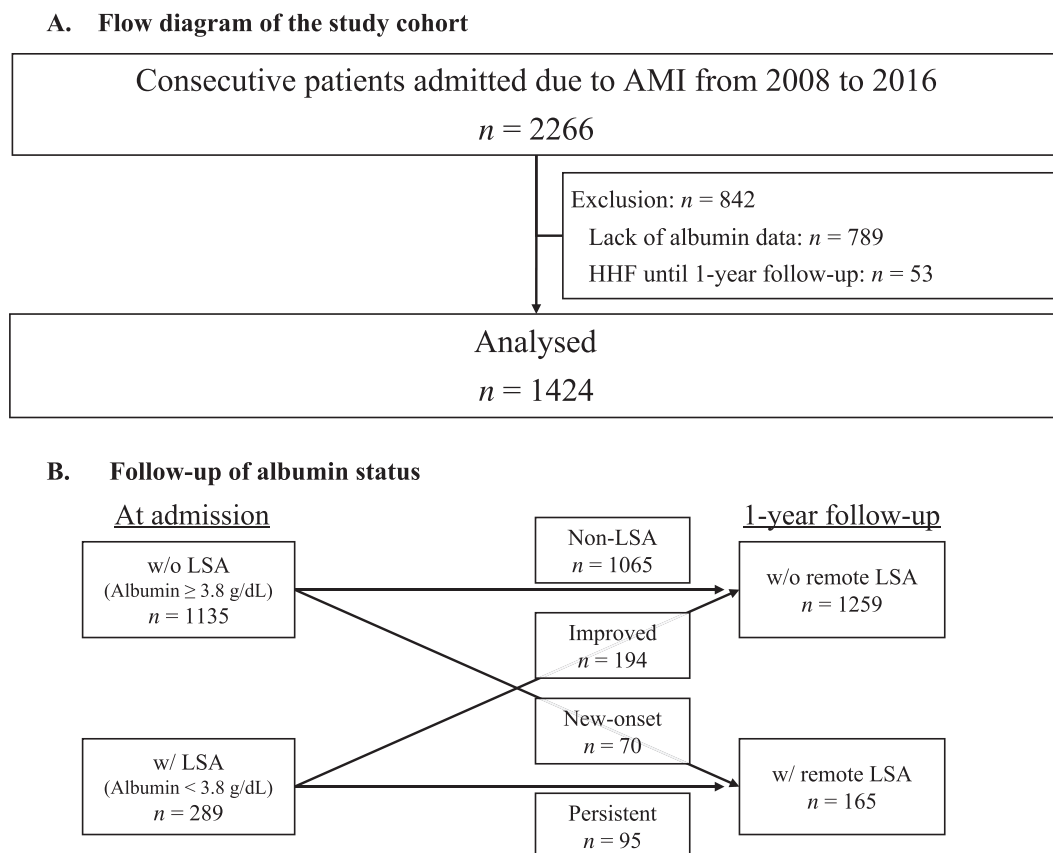 A. Flow diagram of the study cohort
Consecutive patients admitted due to AMI from 2008 to 2016
n = 2266
Exclusion: n = 842
Lack of albumin data: n = 789
HHF until 1-year follow-up: n = 53
Analysed
n = 1424
B. Follow-up of albumin status
At admission
1-year follow-up
w/o LSA
(Albumin ≥ 3.8 g/dL)
n = 1135
Non-LSA
n = 1065
w/o remote LSA
n = 1259
Improved
n = 194
New-onset
n = 70
w/ LSA
(Albumin < 3.8 g/dL)
n = 289
Persistent
n = 95
w/ remote LSA
n = 165